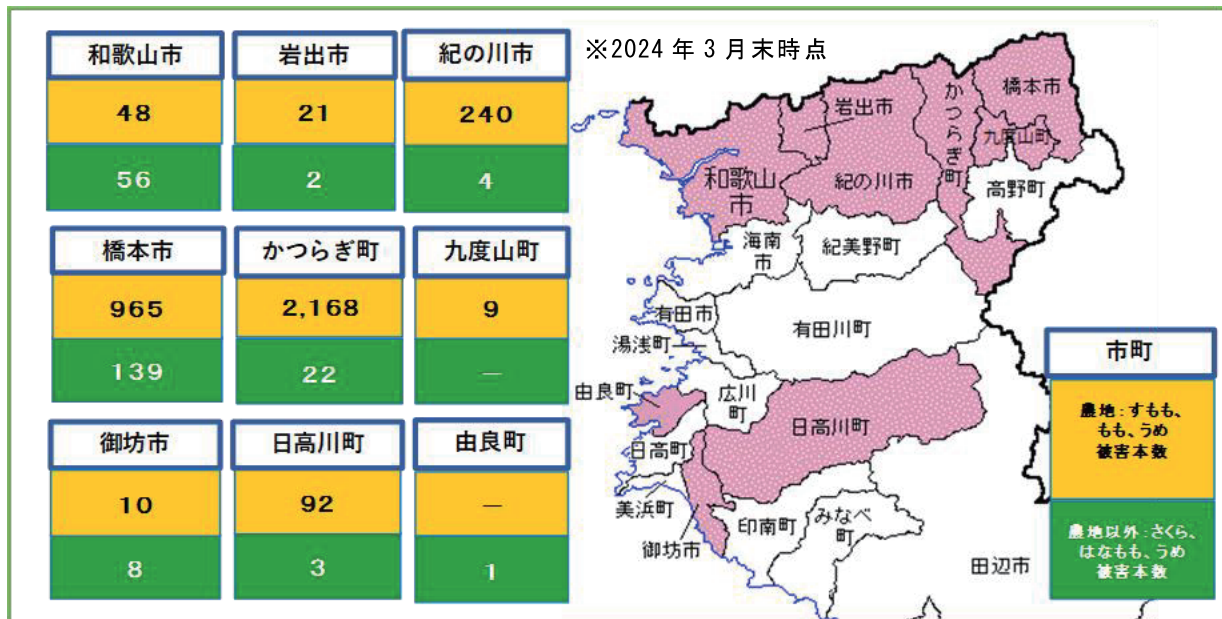 ※2024 年 3 月末時点
和歌山市
48
56
岩出市
21
2
紀の川市
240
4
橋本市
965
139
かつらぎ町
2,168
22
九度山町
9
—
御坊市
10
8
日高川町
92
3
由良町
—
1
橋本市
かつらぎ町
岩出市
九度山町
和歌山
市
紀の川市
高野町
海南
市
紀美野町
有田市
有田川町
湯浅町
由良町
広川
町
日高川町
日高町
美浜町
印南町
みなべ
町
御坊市
田辺市
市町
農地：すもも、
もも、うめ
被害本数
農地以外：さくら、
はなもも、うめ
被害本数